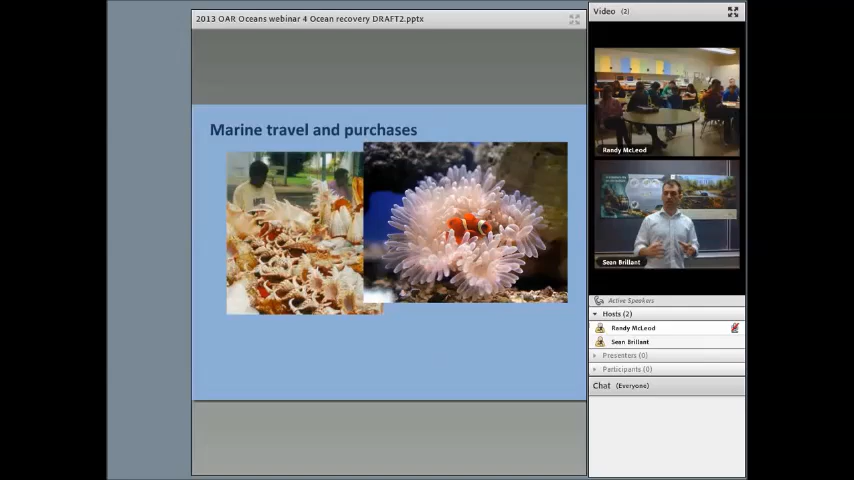 2013 OAR Oceans webinar 4 Ocean recovery DRAFT2.pptx
Marine travel and purchases
Video (2)
Randy McLeod
Sean Brillant
Active Speakers
Hosts (2)
Randy McLeod
Sean Brillant
Presenters (0)
Participants (0)
Chat (Everyone)